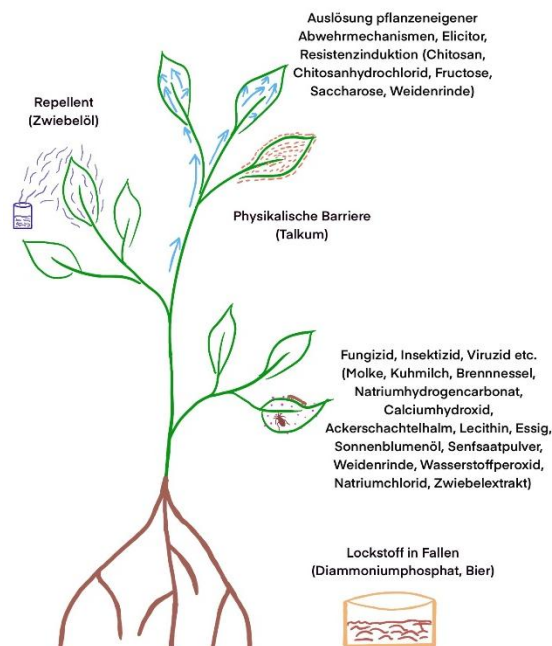 Auslösung pflanzeneigener
Abwehrmechanismen, Elicitor,
Resistenzinduktion (Chitosan,
Chitosanhydrochlorid, Fructose,
Saccharose, Weidenrinde)
Repellent
(Zwiebelöl)
Physikalische Barriere
(Talkum)
Fungizid, Insektizid, Viruzid etc.
(Molke, Kuhmilch, Brennnessel,
Natriumhydrogencarbonat,
Calciumhydroxid,
Ackerschachtelhalm, Lecithin, Essig,
Sonnenblumenöl, Senfsaatpulver,
Weidenrinde, Wasserstoffperoxid,
Natriumchlorid, Zwiebelextrakt)
Lockstoff in Fallen
(Diammoniumphosphat, Bier)